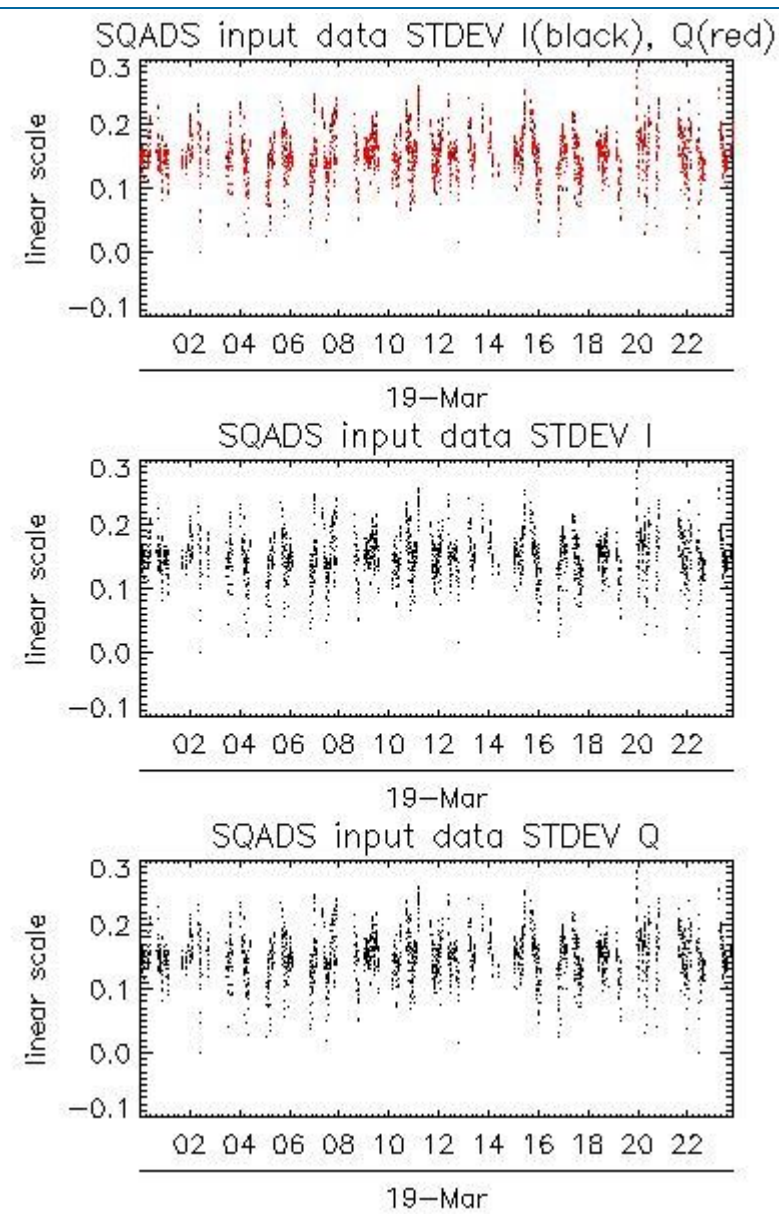 SQADS input data STDEV I(black), Q(red)
0.3
0.2
0.1
0.0
−0.1
linear scale
02 04 06 08 10 12 14 16 18 20 22
19−Mar
SQADS input data STDEV I
0.3
0.2
0.1
0.0
−0.1
linear scale
02 04 06 08 10 12 14 16 18 20 22
19−Mar
SQADS input data STDEV Q
0.3
0.2
0.1
0.0
−0.1
linear scale
02 04 06 08 10 12 14 16 18 20 22
19−Mar